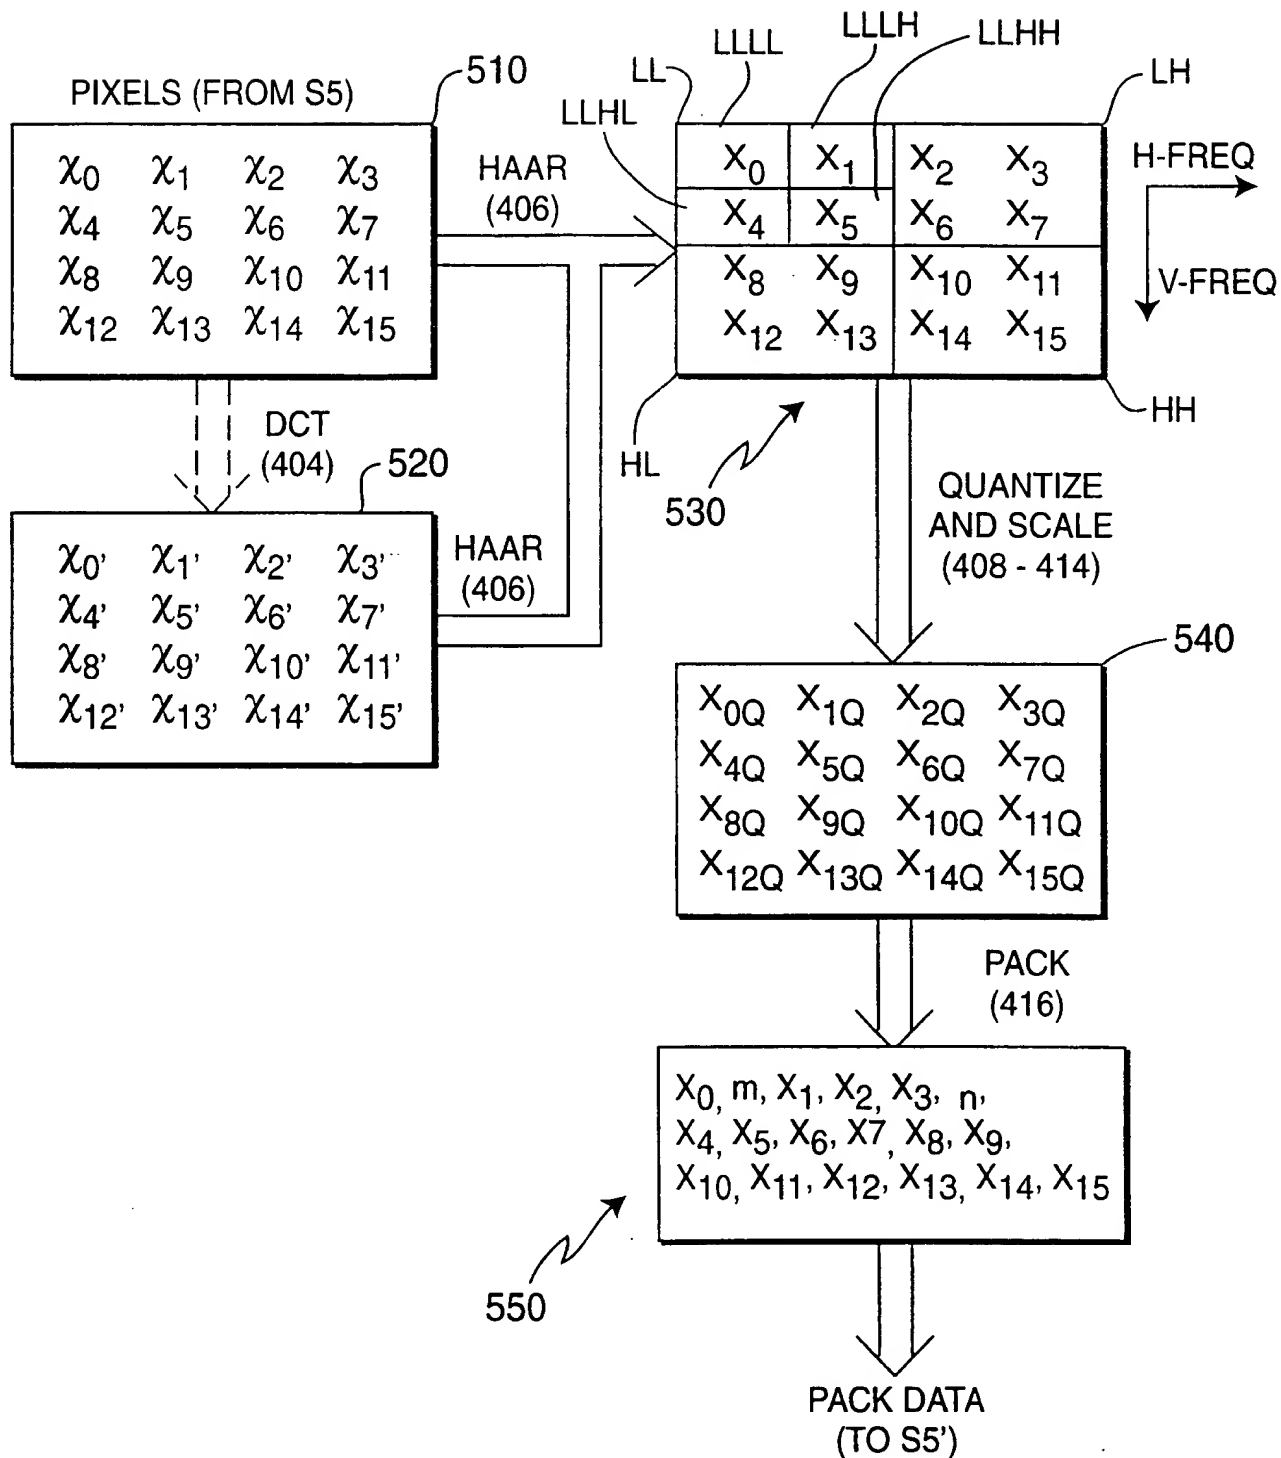 LLLL
LLLH
LLHH
510
LL
LH
PIXELS (FROM S5)
LLHL
χ0 χ1 χ2 χ3
χ4 χ5 χ6 χ7
χ8 χ9 χ10 χ11
χ12 χ13 χ14 χ15
HAAR
(406)
X0 X1 X2 X3
X4 X5 X6 X7
X8 X9 X10 X11
X12 X13 X14 X15
H-FREQ
V-FREQ
HH
HL
530
DCT
(404)
520
χ0' χ1' χ2' χ3'
χ4' χ5' χ6' χ7'
χ8' χ9' χ10' χ11'
χ12' χ13' χ14' χ15'
HAAR
(406)
QUANTIZE
AND SCALE
(408 - 414)
540
X0Q X1Q X2Q X3Q
X4Q X5Q X6Q X7Q
X8Q X9Q X10Q X11Q
X12Q X13Q X14Q X15Q
PACK
(416)
X0, m, X1, X2, X3, n,
X4, X5, X6, X7, X8, X9,
X10, X11, X12, X13, X14, X15
550
PACK DATA
(TO S5')